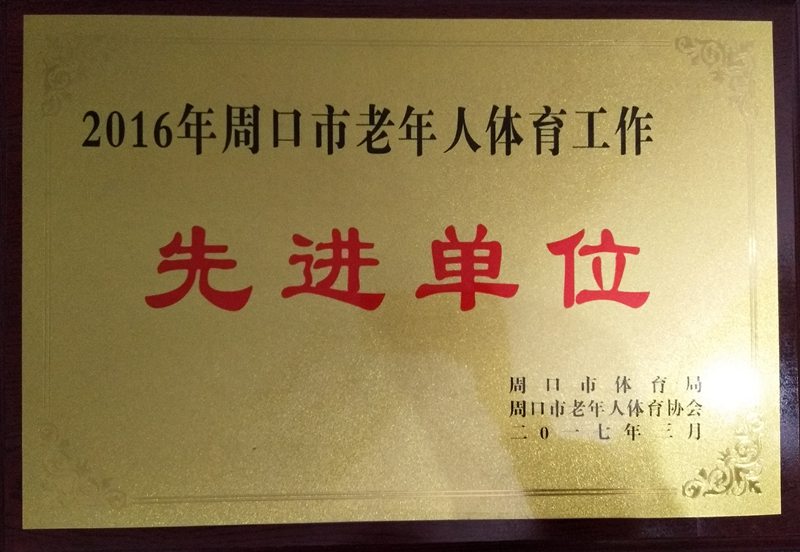 2016年周口市老年人体育工作
先进单位
周口市体育局
周口市老年人体育协会
二0一七年三月